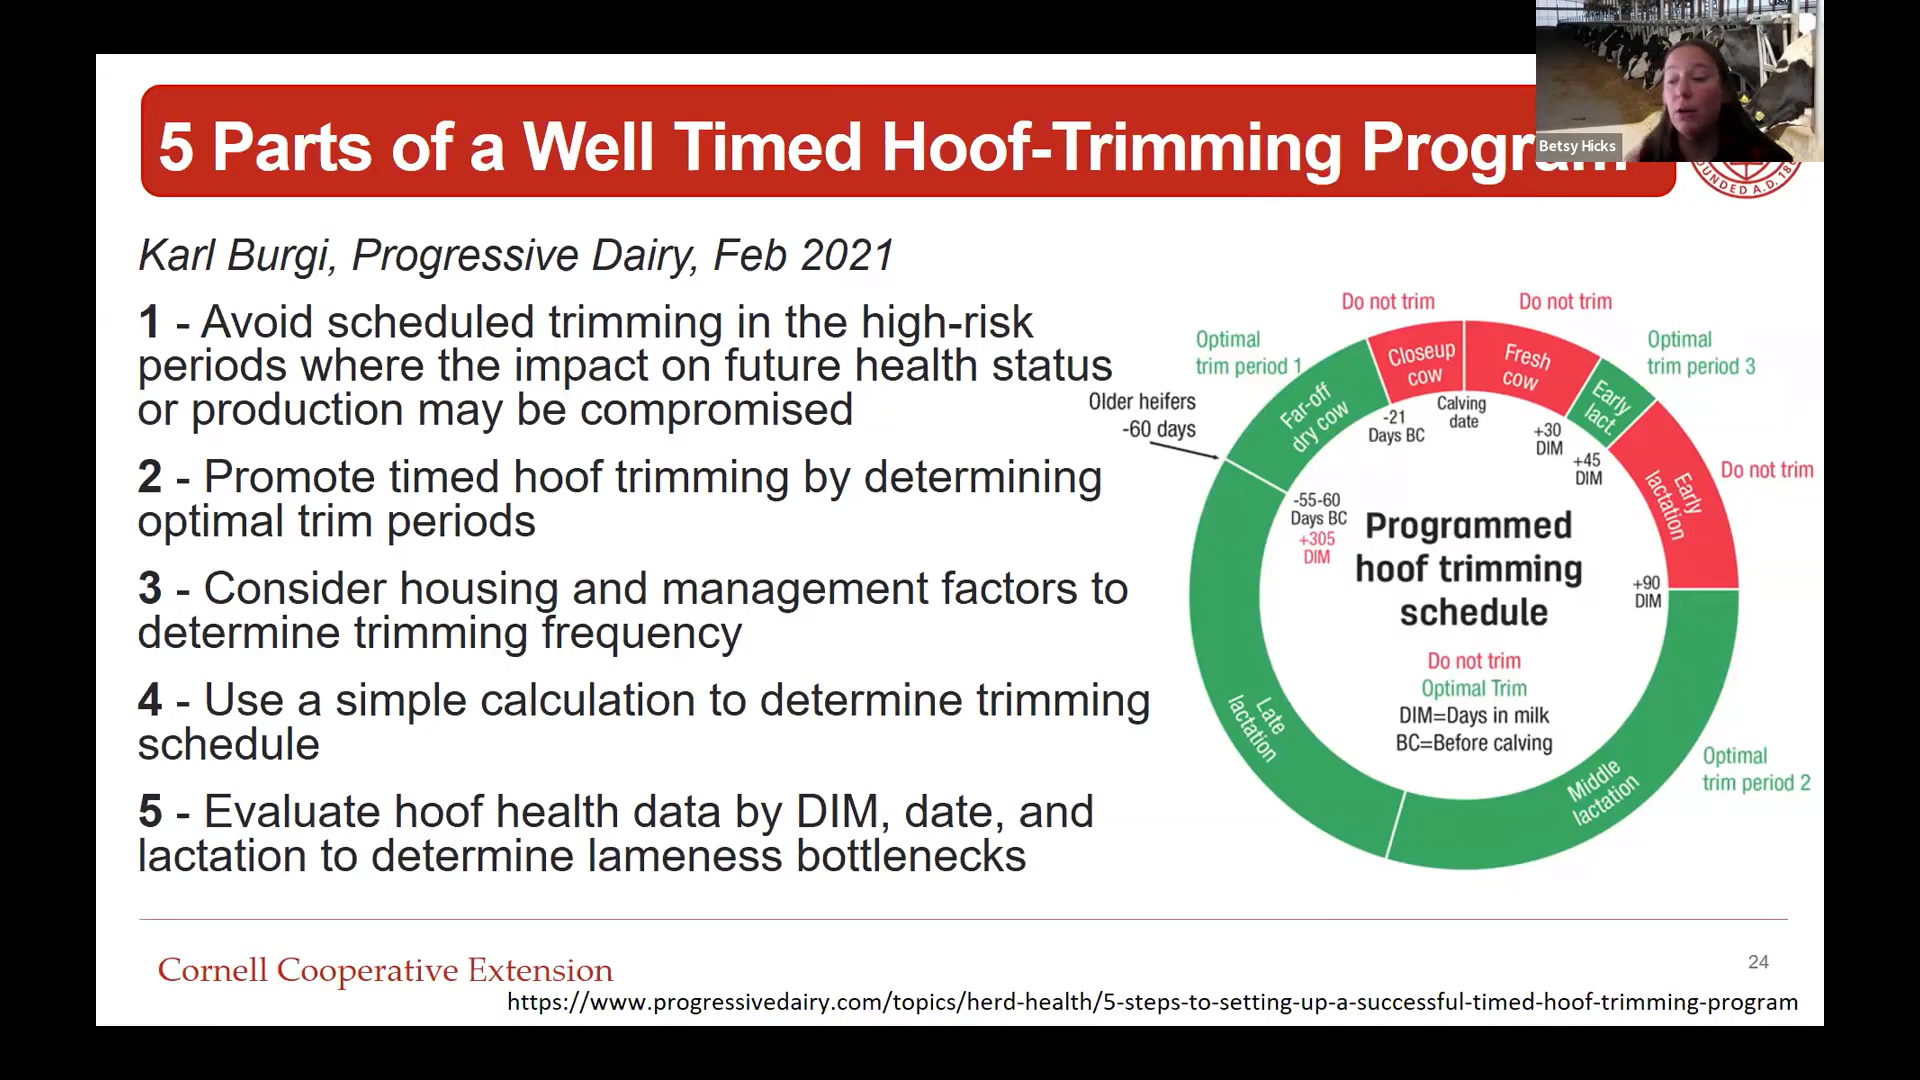 5 Parts of a Well Timed Hoof-Trimming Program
Betsy Hicks
Karl Burgi, Progressive Dairy, Feb 2021
1 - Avoid scheduled trimming in the high-risk
periods where the impact on future health status
or production may be compromised
2 - Promote timed hoof trimming by determining
optimal trim periods
3 - Consider housing and management factors to
determine trimming frequency
4 - Use a simple calculation to determine trimming
schedule
5 - Evaluate hoof health data by DIM, date, and
lactation to determine lameness bottlenecks
Do not trim
Do not trim
Optimal
trim period 1
Optimal
trim period 3
Closeup
cow
Fresh
cow
Far-off
dry cow
Early
lact.
Older heifers
-60 days
-21
Days BC
Calving
date
+30
DIM
+45
DIM
Do not trim
Early
lactation
-55-60
Days BC
+305
DIM
Programmed
hoof trimming
schedule
+90
DIM
Do not trim
Optimal Trim
DIM=Days in milk
BC=Before calving
Late
lactation
Middle
lactation
Optimal
trim period 2
Cornell Cooperative Extension
24
https://www.progressivedairy.com/topics/herd-health/5-steps-to-setting-up-a-successful-timed-hoof-trimming-program